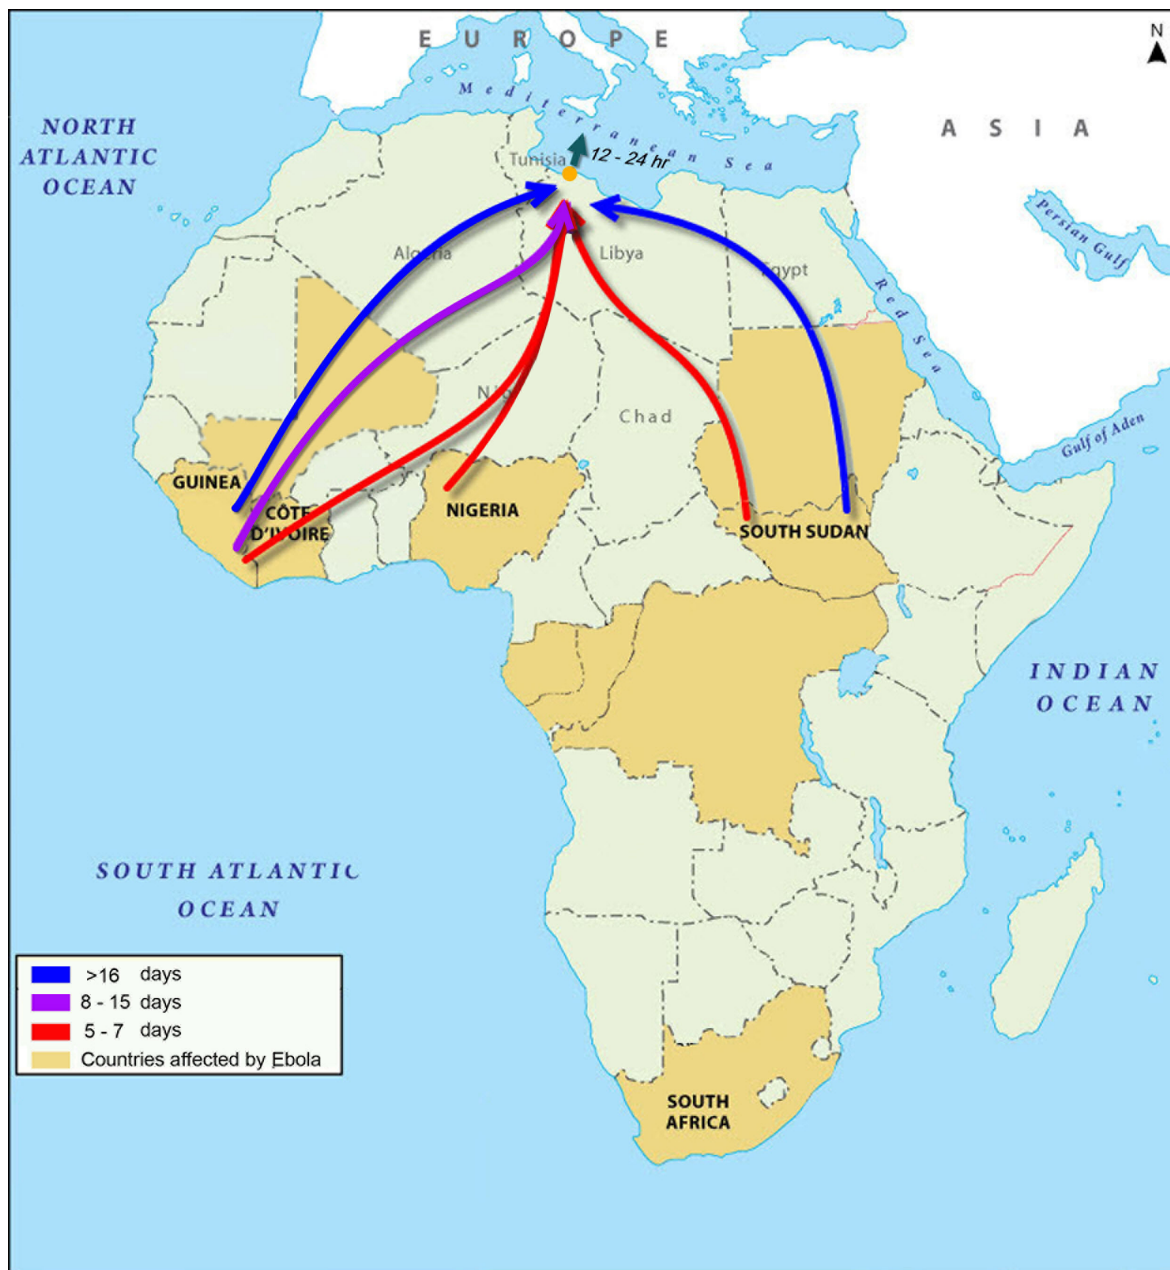 E U R O P E
N
Mediterranean Sea
NORTH
ATLANTIC
OCEAN
A S I A
Tunisia
12 - 24 hr
Persian Gulf
Algeria
Libya
Egypt
Red Sea
Chad
Gulf of Aden
GUINEA
CÔTE
D'IVOIRE
NIGERIA
SOUTH SUDAN
INDIAN
OCEAN
SOUTH ATLANTIC
OCEAN
>16 days
8 - 15 days
5 - 7 days
Countries affected by Ebola
SOUTH
AFRICA